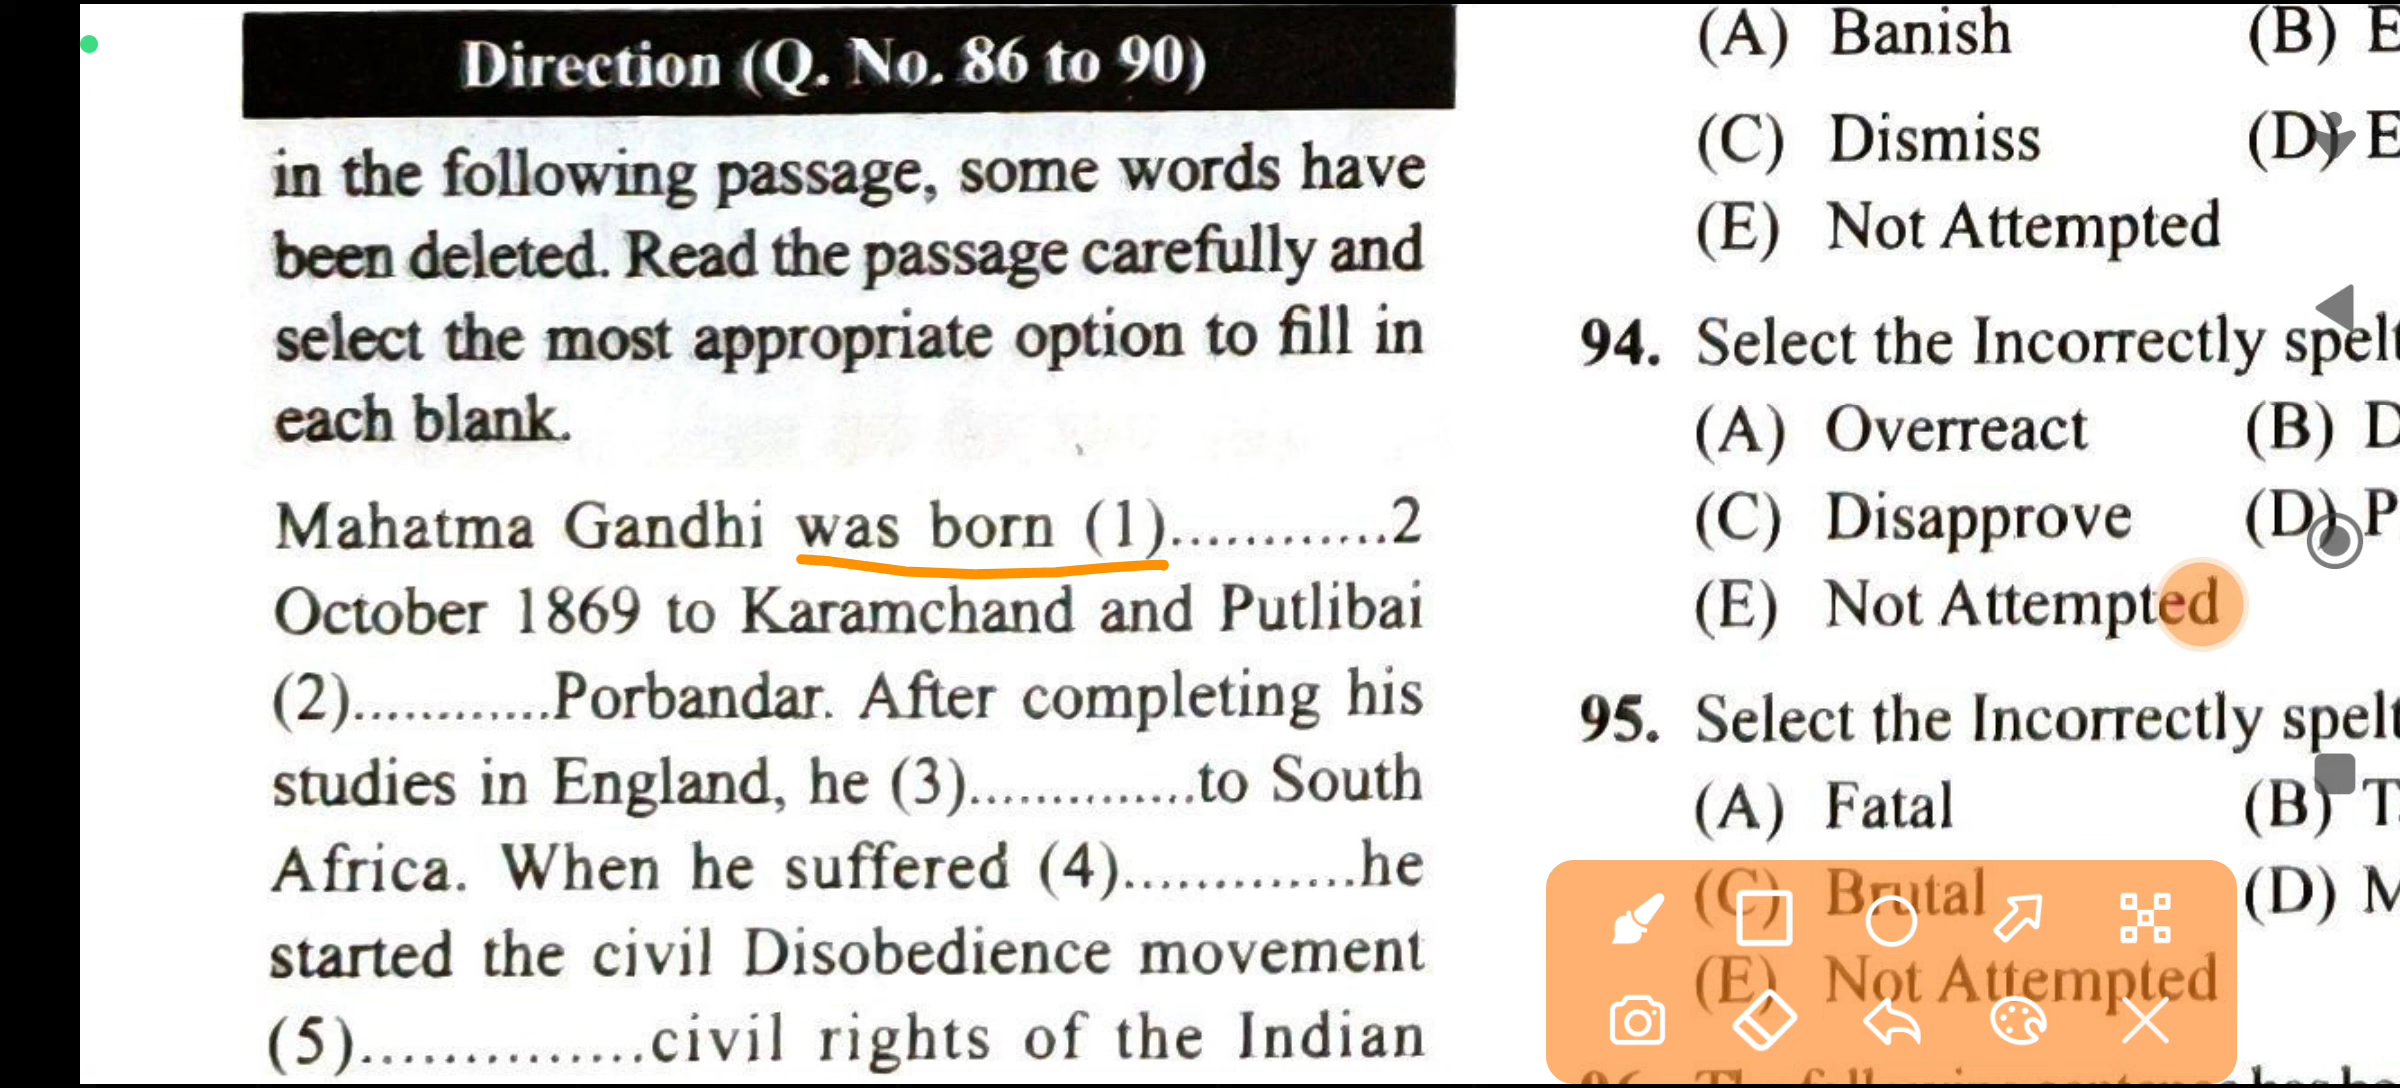 Direction (Q. No. 86 to 90)
in the following passage, some words have
been deleted. Read the passage carefully and
select the most appropriate option to fill in
each blank.
Mahatma Gandhi was born (1).............2
October 1869 to Karamchand and Putlibai
(2)............Porbandar. After completing his
studies in England, he (3)..............to South
Africa. When he suffered (4)..............he
started the civil Disobedience movement
(5)...............civil rights of the Indian
(A) Banish (B) E
(C) Dismiss (D) E
(E) Not Attempted
94. Select the Incorrectly spelt
(A) Overreact (B) D
(C) Disapprove (D) P
(E) Not Attempted
95. Select the Incorrectly spelt
(A) Fatal (B) T
(C) Brutal (D) M
(E) Not Attempted